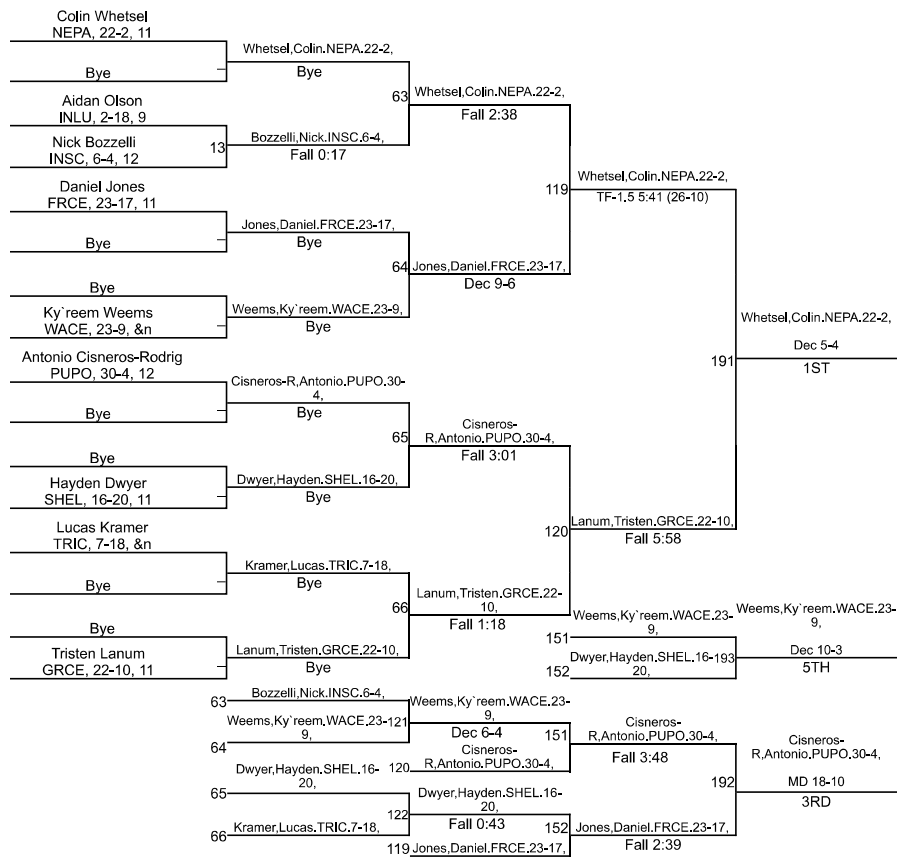 Colin Whetsel
NEPA, 22-2, 11
Whetsel,Colin.NEPA.22-2,
Bye
Bye
63
Whetsel,Colin.NEPA.22-2,
Fall 2:38
Aidan Olson
INLU, 2-18, 9
13
Bozzelli,Nick.INSC.6-4,
Fall 0:17
Nick Bozzelli
INSC, 6-4, 12
119
Whetsel,Colin.NEPA.22-2,
TF-1.5 5:41 (26-10)
Daniel Jones
FRCE, 23-17, 11
Jones,Daniel.FRCE.23-17,
Bye
Bye
64
Jones,Daniel.FRCE.23-17,
Dec 9-6
Bye
Weems,Ky`reem.WACE.23-9,
Bye
Ky`reem Weems
WACE, 23-9, &n
191
Whetsel,Colin.NEPA.22-2,
Dec 5-4
1ST
Antonio Cisneros-Rodrig
PUPO, 30-4, 12
Cisneros-R,Antonio.PUPO.30-
4,
Bye
Bye
65
Cisneros-
R,Antonio.PUPO.30-4,
Fall 3:01
Bye
Dwyer,Hayden.SHEL.16-20,
Bye
Hayden Dwyer
SHEL, 16-20, 11
120
Lanum,Tristen.GRCE.22-10,
Fall 5:58
Lucas Kramer
TRIC, 7-18, &n
Kramer,Lucas.TRIC.7-18,
Bye
Bye
66
Lanum,Tristen.GRCE.22-
10,
Fall 1:18
Bye
Lanum,Tristen.GRCE.22-10,
Bye
Tristen Lanum
GRCE, 22-10, 11
151
Weems,Ky`reem.WACE.23-
9,
152
Dwyer,Hayden.SHEL.16-
20,
193
Weems,Ky`reem.WACE.23-
9,
Dec 10-3
5TH
63
Bozzelli,Nick.INSC.6-4,
64
Weems,Ky`reem.WACE.23-
9,
121
Weems,Ky`reem.WACE.23-
9,
Dec 6-4
120
Cisneros-
R,Antonio.PUPO.30-4,
151
Cisneros-
R,Antonio.PUPO.30-4,
Fall 3:48
65
Dwyer,Hayden.SHEL.16-
20,
66
Kramer,Lucas.TRIC.7-18,
122
Dwyer,Hayden.SHEL.16-
20,
Fall 0:43
119
Jones,Daniel.FRCE.23-17,
152
Jones,Daniel.FRCE.23-17,
Fall 2:39
192
Cisneros-
R,Antonio.PUPO.30-4,
MD 18-10
3RD